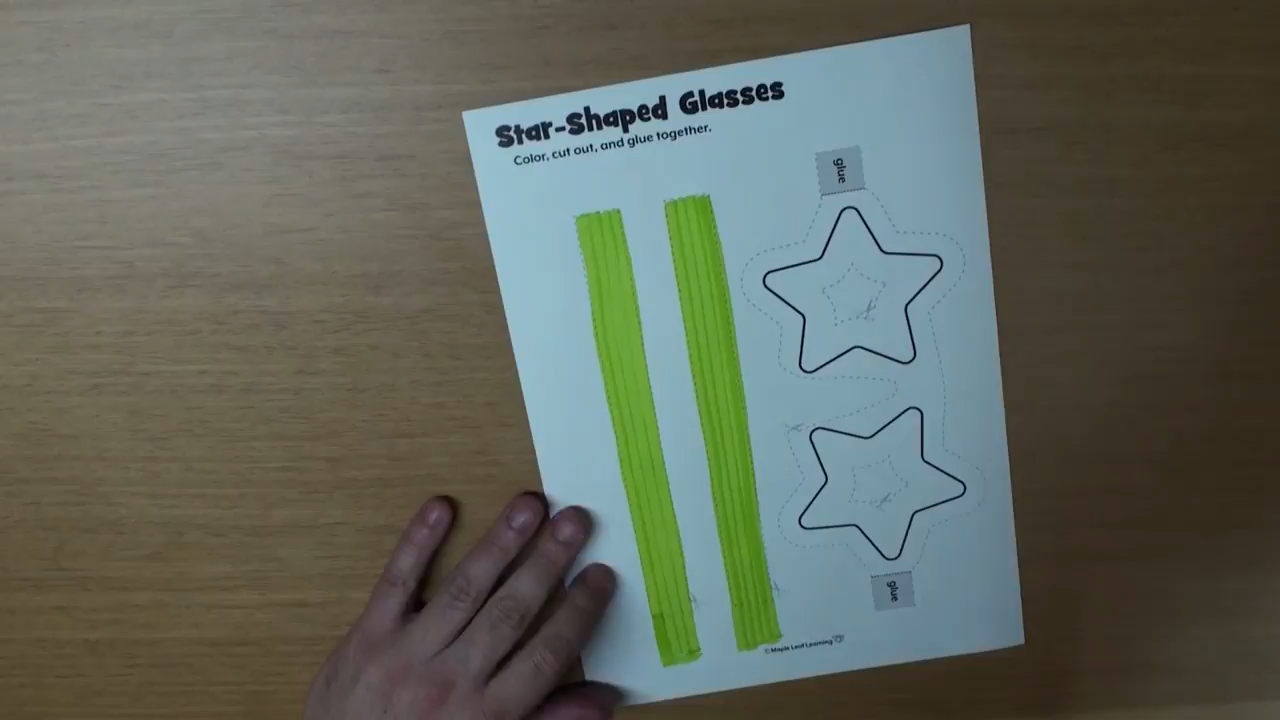 Star-Shaped Glasses
Color, cut out, and glue together.
glue
glue
© Maple Leaf Learning